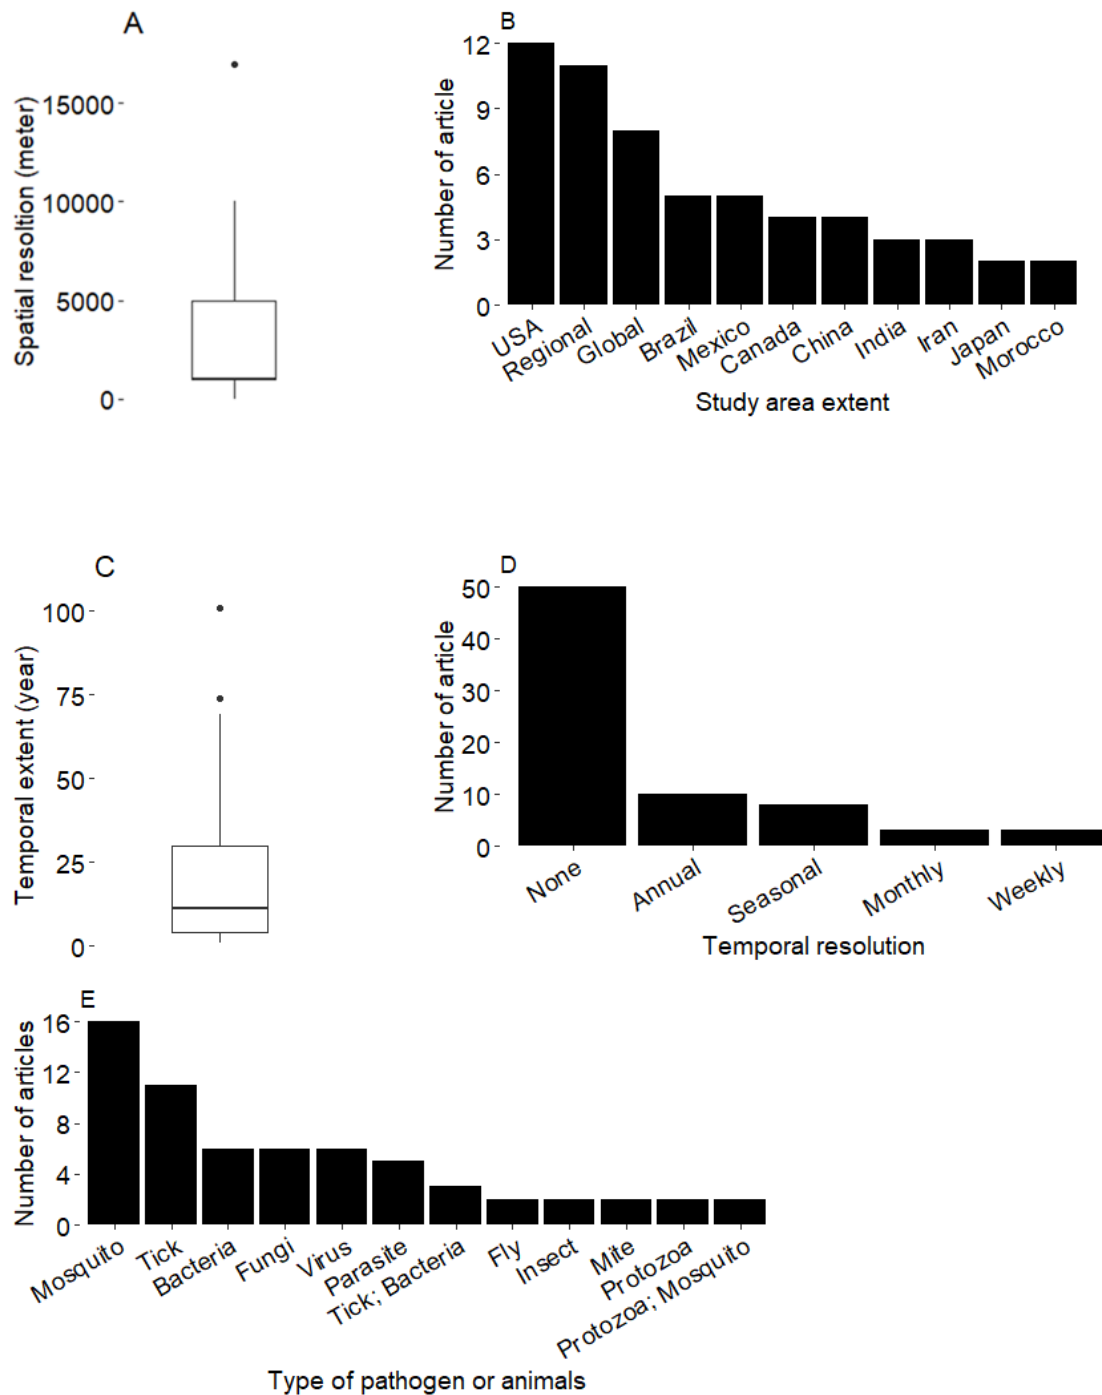 A
Spatial resoltion (meter)
15000
10000
5000
0
B
Number of article
12
9
6
3
0
USA
Regional
Global
Brazil
Mexico
Canada
China
India
Iran
Japan
Morocco
Study area extent
C
Temporal extent (year)
100
75
50
25
0
D
Number of article
50
40
30
20
10
0
None
Annual
Seasonal
Monthly
Weekly
Temporal resolution
E
Number of articles
16
12
8
4
0
Mosquito
Tick
Bacteria
Fungi
Virus
Parasite
Tick; Bacteria
Fly
Insect
Mite
Protozoa
Protozoa; Mosquito
Type of pathogen or animals